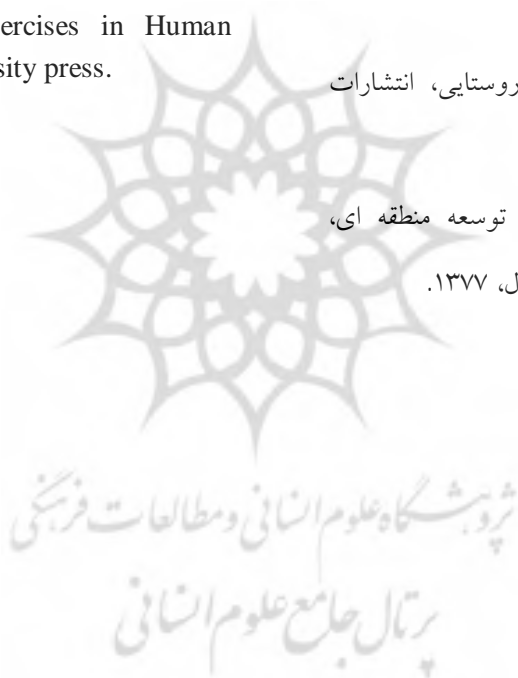 ercises in Human
sity press.
روستایی، انتشارات
توسعه منطقه ای،
ل، ۱۳۷۷.
پژوهشگاه علوم انسانی و مطالعات فرهنگی
پرتال جامع علوم انسانی